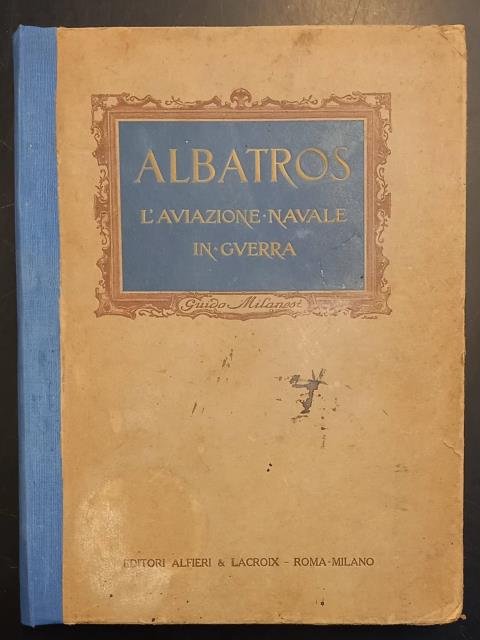 ALBATROS
L'AVIAZIONE·NAVALE
IN·GVERRA
Guido Milanesi
EDITORI ALFIERI & LACROIX – ROMA-MILANO